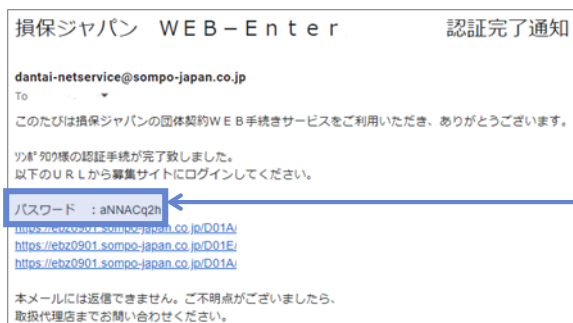 損保ジャパン　ＷＥＢ－Ｅｎｔｅｒ　認証完了通知
dantai-netservice@sompo-japan.co.jp
To
このたびは損保ジャパンの団体契約ＷＥＢ手続きサービスをご利用いただき、ありがとうございます。
ｿﾝﾎﾟﾀﾛｳ様の認証手続が完了致しました。
以下のＵＲＬから募集サイトにログインしてください。
パスワード　：aNNACq2h
https://ebz0901.sompo-japan.co.jp/D01A/
https://ebz0901.sompo-japan.co.jp/D01E/
https://ebz0901.sompo-japan.co.jp/D01A/
本メールには返信できません。ご不明点がございましたら、
取扱代理店までお問い合わせください。